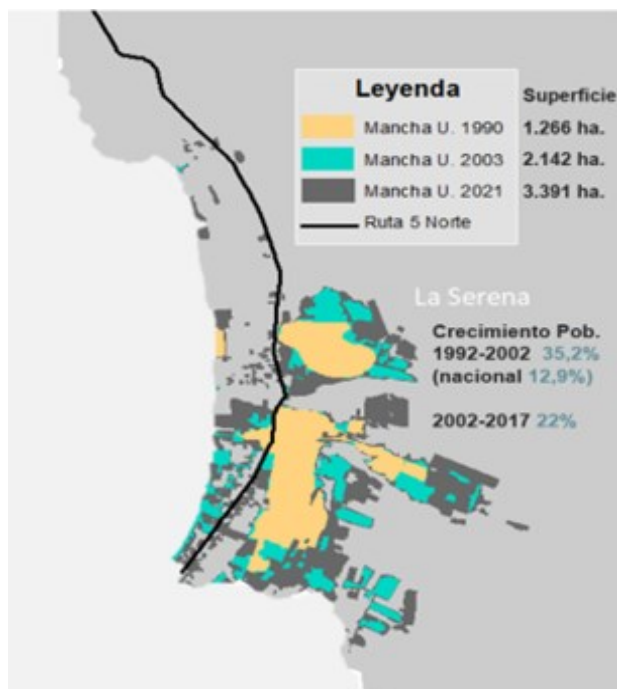 Leyenda
Superficie
Mancha U. 1990
1.266 ha.
Mancha U. 2003
2.142 ha.
Mancha U. 2021
3.391 ha.
Ruta 5 Norte
La Serena
Crecimiento Pob.
1992-2002 35,2%
(nacional 12,9%)
2002-2017 22%